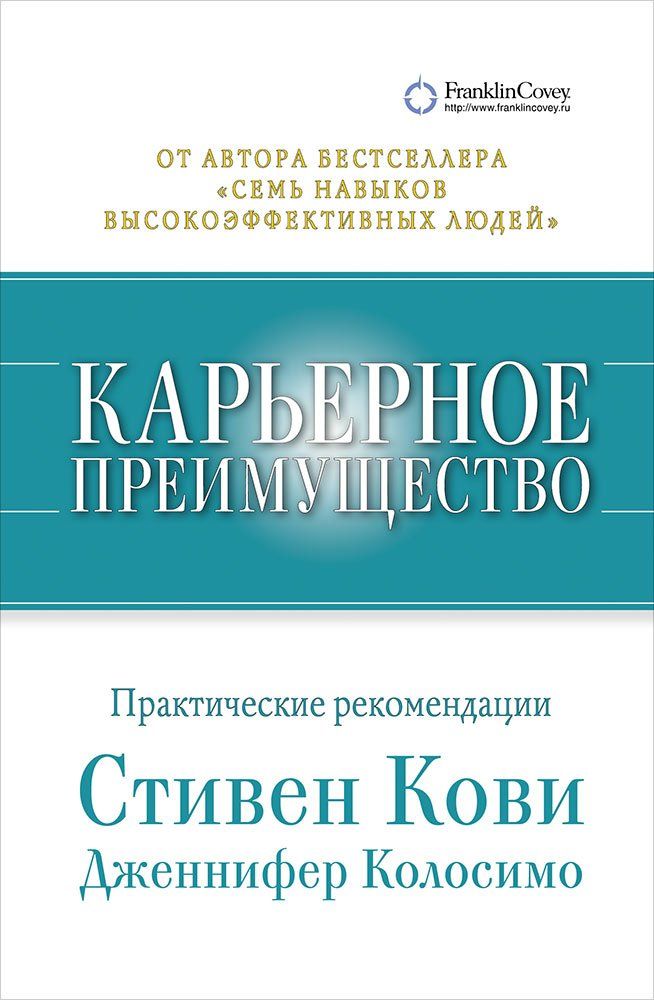 FranklinCovey.
http://www.franklincovey.ru
ОТ АВТОРА БЕСТСЕЛЛЕРА
«СЕМЬ НАВЫКОВ
ВЫСОКОЭФФЕКТИВНЫХ ЛЮДЕЙ»
КАРЬЕРНОЕ
ПРЕИМУЩЕСТВО
Практические рекомендации
Стивен Кови
Дженнифер Колосимо